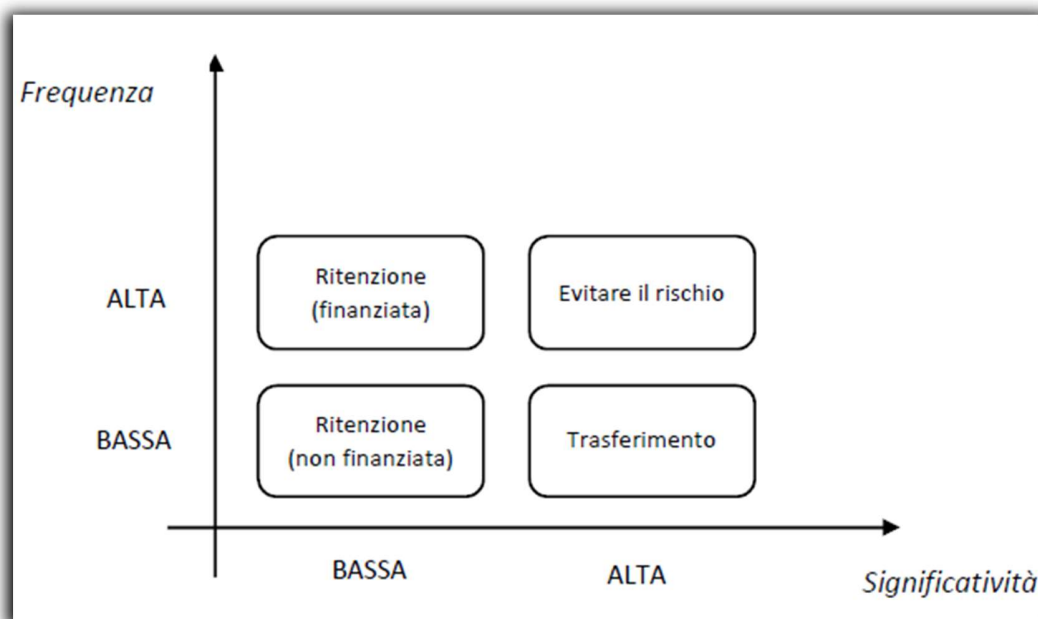 Frequenza
ALTA
Ritenzione
(finanziata)
Evitare il rischio
BASSA
Ritenzione
(non finanziata)
Trasferimento
BASSA
ALTA
Significatività